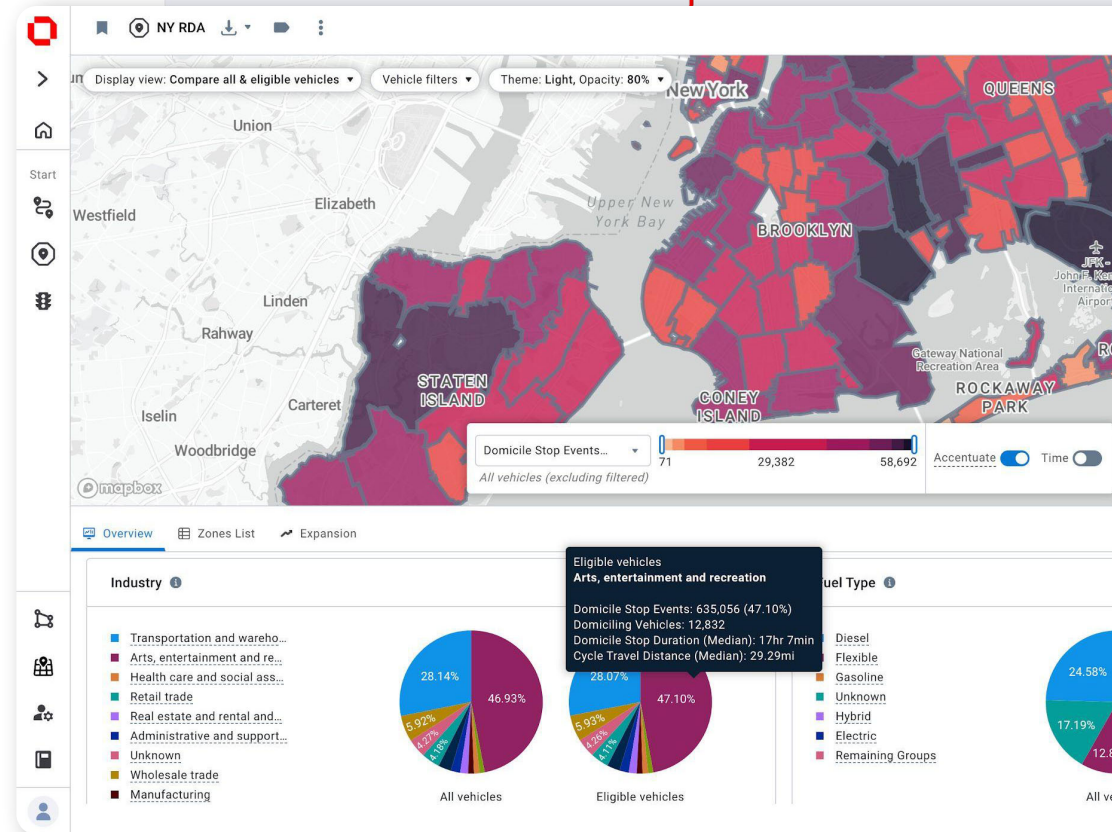 NY RDA
Display view: Compare all & eligible vehicles
Vehicle filters
Theme: Light, Opacity: 80%
New York
QUEENS
Union
Elizabeth
Upper New
York Bay
Westfield
BROOKLYN
JFK -
John F.
Airpor
Linden
Rahway
Gateway National
Recreation Area
STATEN
ISLAND
ROCKAWAY
PARK
CONEY
ISLAND
Carteret
Iselin
Woodbridge
mapbox
Start
Domicile Stop Events...
All vehicles (excluding filtered)
71
29,382
58,692
Accentuate
Time
Overview
Zones List
Expansion
Industry
Transportation and wareho...
Arts, entertainment and re...
Health care and social ass...
Retail trade
Real estate and rental and...
Administrative and support...
Unknown
Wholesale trade
Manufacturing
28.14%
46.93%
5.92%
4.27%
4.18%
All vehicles
28.07%
47.10%
5.93%
4.26%
4.11%
Eligible vehicles
Eligible vehicles
Arts, entertainment and recreation
Domicile Stop Events: 635,056 (47.10%)
Domiciling Vehicles: 12,832
Domicile Stop Duration (Median): 17hr 7min
Cycle Travel Distance (Median): 29.29mi
uel Type
Diesel
Flexible
Gasoline
Unknown
Hybrid
Electric
Remaining Groups
24.58%
17.19%
12.8
All ve